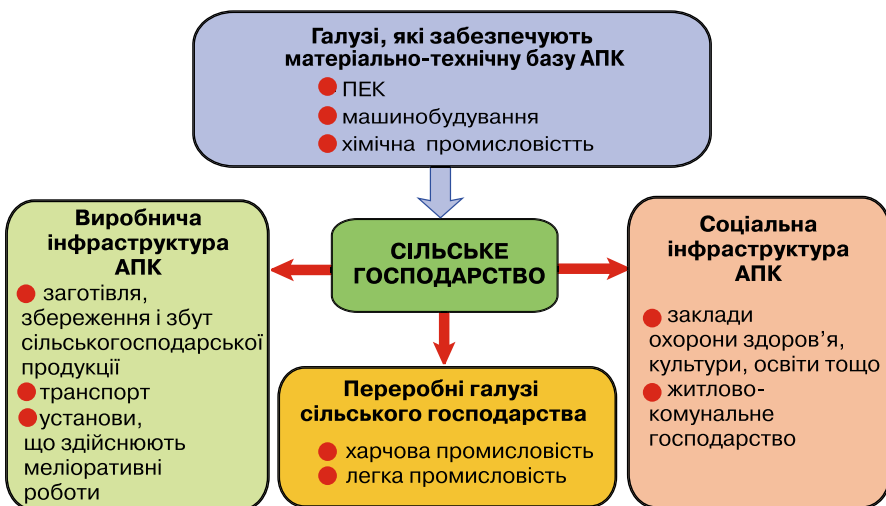 Галузі, які забезпечують
матеріально-технічну базу АПК
ПЕК
машинобудування
хімічна промисловістть
Виробнича
інфраструктура
АПК
заготівля,
збереження і збут
сільськогосподарської
продукції
транспорт
установи,
що здійснюють
меліоративні
роботи
СІЛЬСЬКЕ
ГОСПОДАРСТВО
Переробні галузі
сільського господарства
харчова промисловість
легка промисловість
Соціальна
інфраструктура
АПК
заклади
охорони здоров’я,
культури, освіти тощо
житлово-
комунальне
господарство